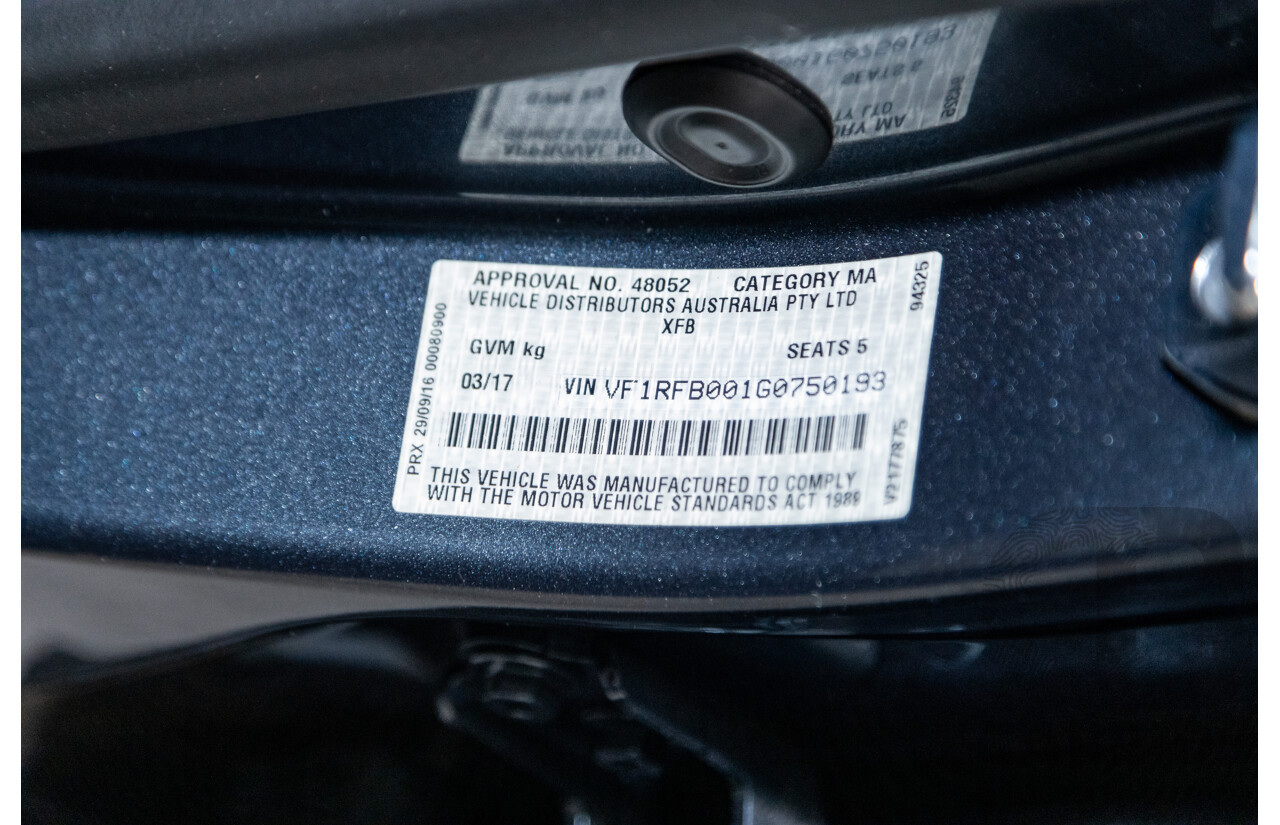 APPROVAL NO. 48052 CATEGORY MA
VEHICLE DISTRIBUTORS AUSTRALIA PTY LTD
XFB
GVM kg SEATS 5
03/17 VIN VF1RFB001G0750193
THIS VEHICLE WAS MANUFACTURED TO COMPLY
WITH THE MOTOR VEHICLE STANDARDS ACT 1989
PRX 29/09/16 00080900
94325
V2177875